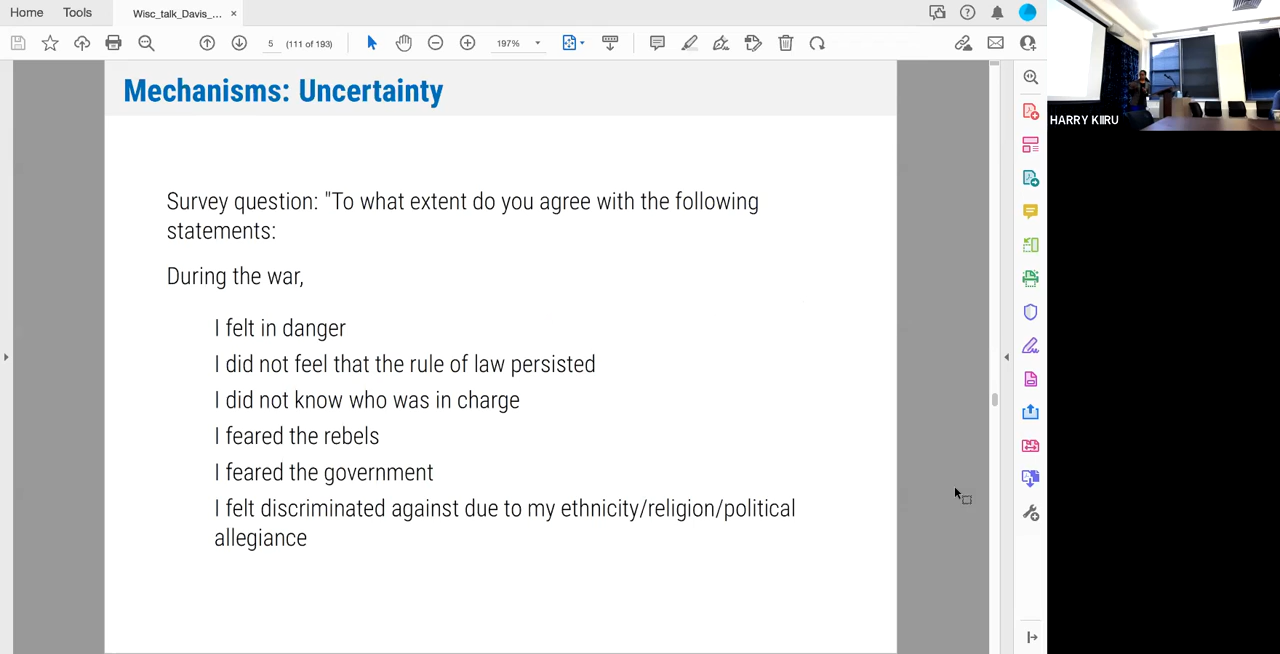 Home Tools Wisc_talk_Davis_... ×
5 (111 of 193) 197%
Mechanisms: Uncertainty
HARRY KIIRU
Survey question: "To what extent do you agree with the following
statements:
During the war,
I felt in danger
I did not feel that the rule of law persisted
I did not know who was in charge
I feared the rebels
I feared the government
I felt discriminated against due to my ethnicity/religion/political
allegiance